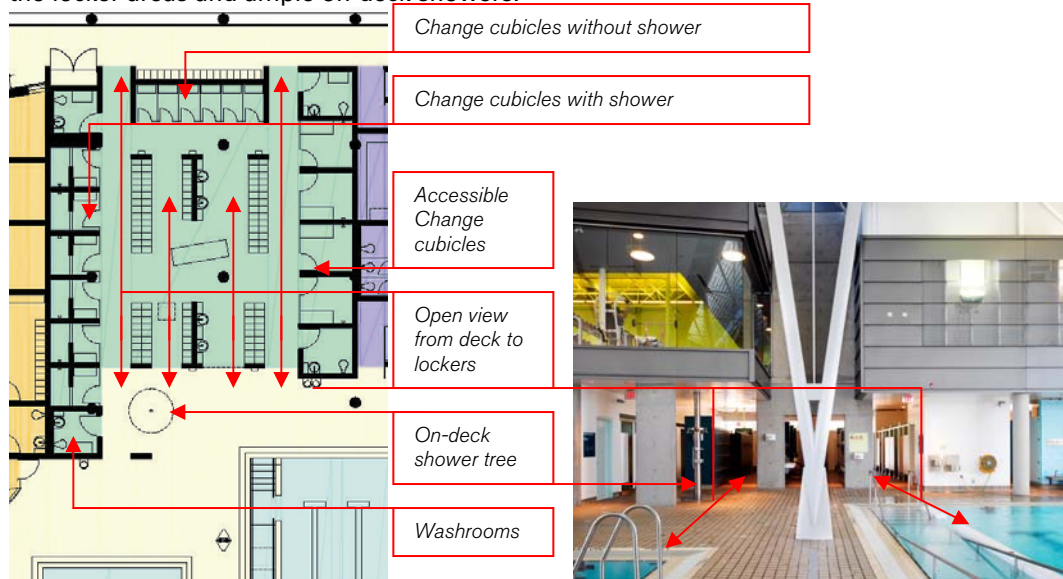 the locker areas and ample on-deck showers.
Change cubicles without shower
Change cubicles with shower
Accessible
Change
cubicles
Open view
from deck to
lockers
On-deck
shower tree
Washrooms